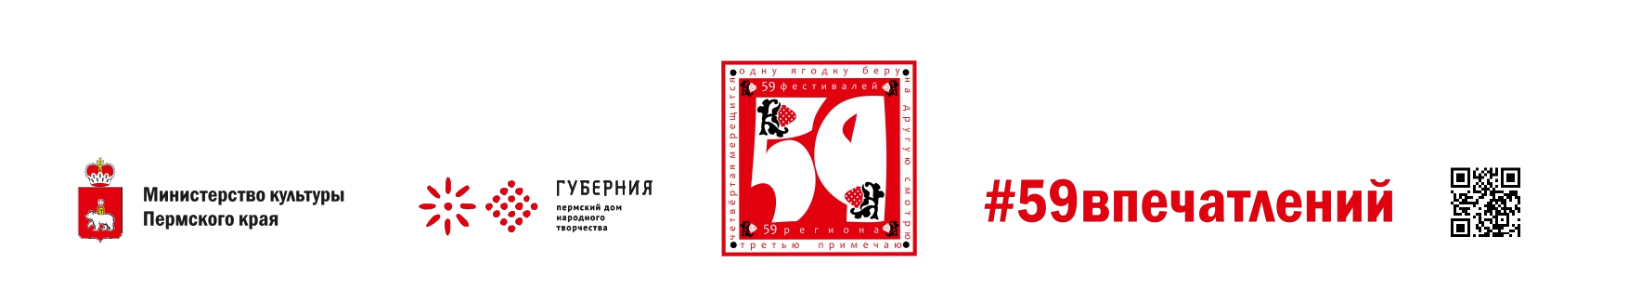 Министерство культуры
Пермского края
ГУБЕРНИЯ
пермский дом
народного
творчества
одну ягодку беру
на другую смотрю
третью примечаю
четвёртая мерещится
59 фестивалей
59
59 региона
#59впечатлений